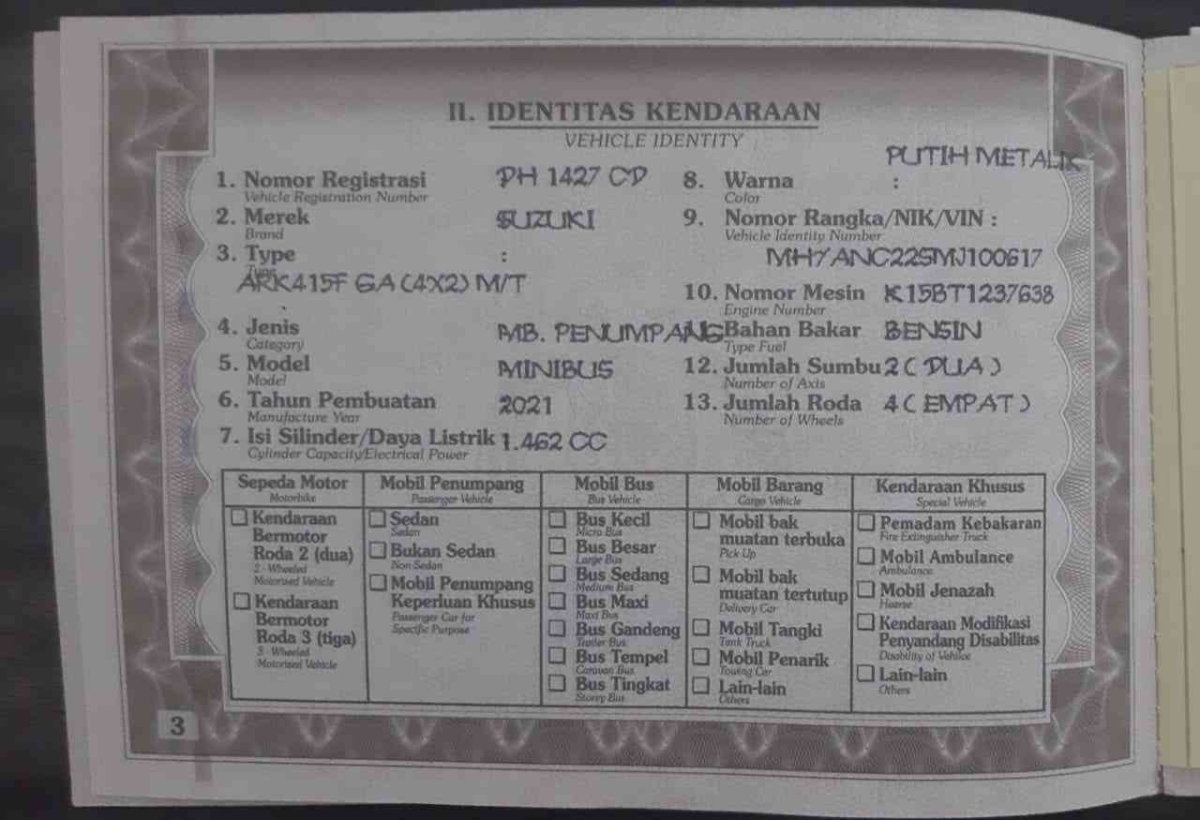 II. IDENTITAS KENDARAAN
VEHICLE IDENTITY
1. Nomor Registrasi PH 1427 CD
Vehicle Registration Number
2. Merek SUZUKI
Brand
3. Type :
Type
ARK415F GA (4X2) M/T
4. Jenis MB. PENUMPANG
Category
5. Model MINIBUS
Model
6. Tahun Pembuatan 2021
Manufacture Year
7. Isi Silinder/Daya Listrik 1.462 CC
Cylinder Capacity/Electrical Power
PUTIH METALIK
8. Warna :
Color
9. Nomor Rangka/NIK/VIN :
Vehicle Identity Number
MH7ANC22SMJ100617
10. Nomor Mesin K15BT1237638
Engine Number
Bahan Bakar BENSIN
Type Fuel
12. Jumlah Sumbu 2 ( DUA )
Number of Axis
13. Jumlah Roda 4 ( EMPAT )
Number of Wheels
Sepeda Motor
Motorbike
Kendaraan
Bermotor
Roda 2 (dua)
2 - Wheeled
Motorised Vehicle
Kendaraan
Bermotor
Roda 3 (tiga)
3 - Wheeled
Motorised Vehicle
Mobil Penumpang
Passenger Vehicle
Sedan
Sedan
Bukan Sedan
Non Sedan
Mobil Penumpang
Keperluan Khusus
Passenger Car for
Specific Purpose
Mobil Bus
Bus Vehicle
Bus Kecil
Micro Bus
Bus Besar
Large Bus
Bus Sedang
Medium Bus
Bus Maxi
Maxi Bus
Bus Gandeng
Trailer Bus
Bus Tempel
Caravan Bus
Bus Tingkat
Storey Bus
Mobil Barang
Cargo Vehicle
Mobil bak
muatan terbuka
Pick Up
Mobil bak
muatan tertutup
Delivery Car
Mobil Tangki
Tank Truck
Mobil Penarik
Towing Car
Lain-lain
Others
Kendaraan Khusus
Special Vehicle
Pemadam Kebakaran
Fire Extinguisher Truck
Mobil Ambulance
Ambulance
Mobil Jenazah
Hearse
Kendaraan Modifikasi
Penyandang Disabilitas
Disability of Vehilce
Lain-lain
Others
3